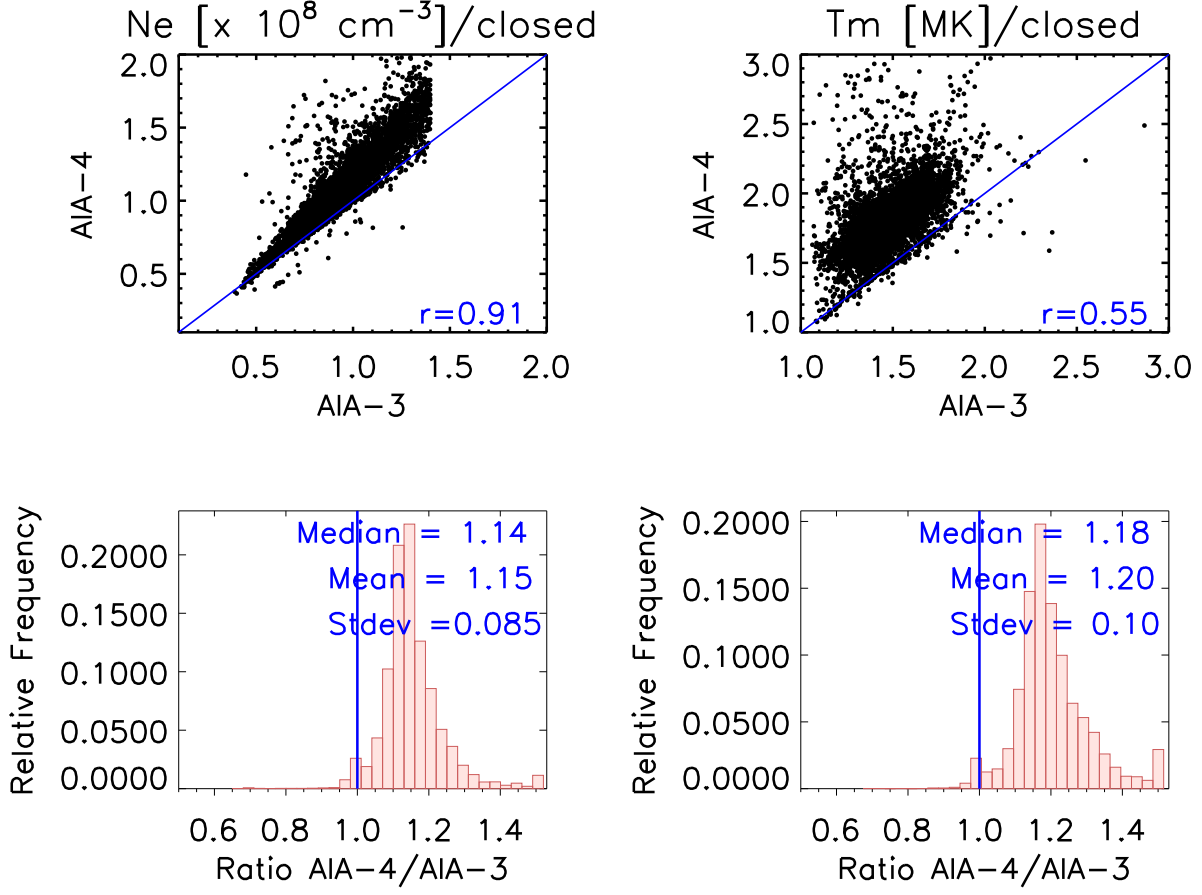 Ne [x 10⁸ cm⁻³]/closed
2.0
1.5
1.0
0.5
AIA-4
r=0.91
0.5 1.0 1.5 2.0
AIA-3
Tm [MK]/closed
3.0
2.5
2.0
1.5
1.0
AIA-4
r=0.55
1.0 1.5 2.0 2.5 3.0
AIA-3
Median = 1.14
Mean = 1.15
Stdev =0.085
0.2000
0.1500
0.1000
0.0500
0.0000
Relative Frequency
0.6 0.8 1.0 1.2 1.4
Ratio AIA-4/AIA-3
Median = 1.18
Mean = 1.20
Stdev = 0.10
0.2000
0.1500
0.1000
0.0500
0.0000
Relative Frequency
0.6 0.8 1.0 1.2 1.4
Ratio AIA-4/AIA-3